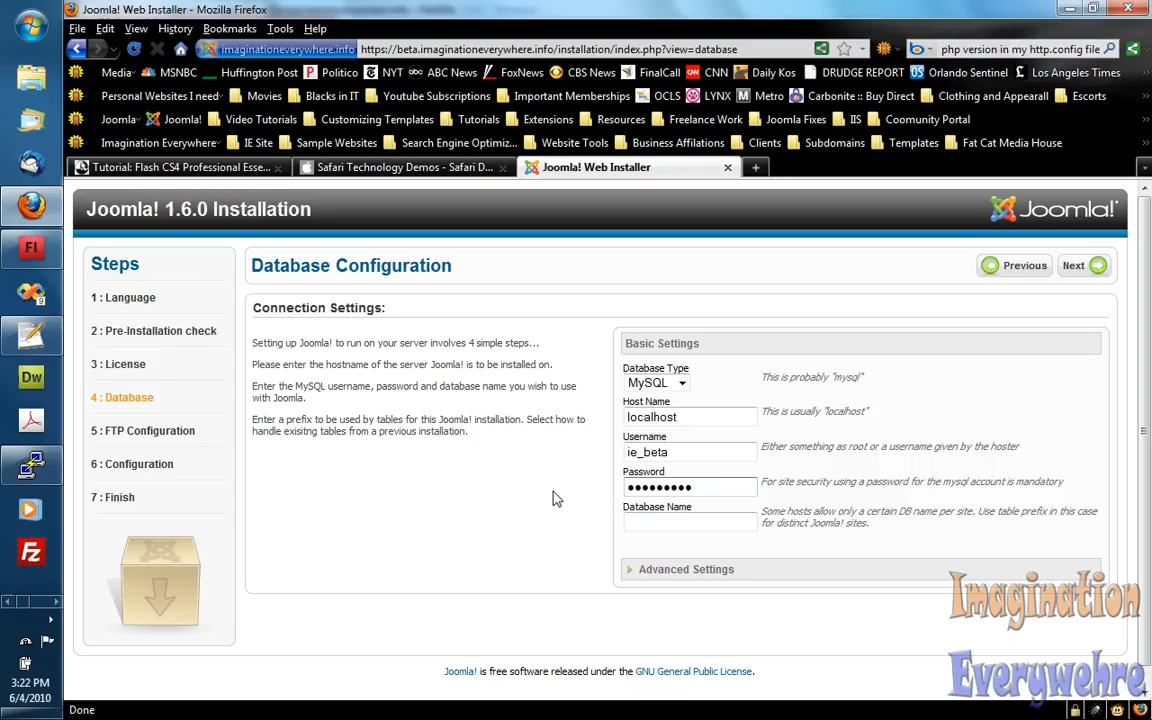 Joomla! Web Installer - Mozilla Firefox
File Edit View History Bookmarks Tools Help
imaginationeverywhere.info https://beta.imaginationeverywhere.info/installation/index.php?view=database php version in my http.config file
Media MSNBC Huffington Post Politico NYT ABC News FoxNews CBS News FinalCall CNN Daily Kos DRUDGE REPORT Orlando Sentinel Los Angeles Times
Personal Websites I need Movies Blacks in IT Youtube Subscriptions Important Memberships OCLS LYNX Metro Carbonite :: Buy Direct Clothing and Appearall Escorts
Joomla Joomla! Video Tutorials Customizing Templates Tutorials Extensions Resources Freelance Work Joomla Fixes IIS Coomunity Portal
Imagination Everywhere IE Site Sample Websites Search Engine Optimiz... Website Tools Business Affilations Clients Subdomains Templates Fat Cat Media House
Tutorial: Flash CS4 Professional Esse... Safari Technology Demos - Safari D... Joomla! Web Installer
Joomla! 1.6.0 Installation Joomla!
Steps
1 : Language
2 : Pre-Installation check
3 : License
4 : Database
5 : FTP Configuration
6 : Configuration
7 : Finish
Database Configuration Previous Next
Connection Settings:
Setting up Joomla! to run on your server involves 4 simple steps...
Please enter the hostname of the server Joomla! is to be installed on.
Enter the MySQL username, password and database name you wish to use
with Joomla.
Enter a prefix to be used by tables for this Joomla! installation. Select how to
handle exisitng tables from a previous installation.
Basic Settings
Database Type
MySQL This is probably "mysql"
Host Name
localhost This is usually "localhost"
Username
ie_beta Either something as root or a username given by the hoster
Password
●●●●●●●●● For site security using a password for the mysql account is mandatory
Database Name
Some hosts allow only a certain DB name per site. Use table prefix in this case
for distinct Joomla! sites.
Advanced Settings
Joomla! is free software released under the GNU General Public License.
Imagination
Everywehre
Fl
Dw
Fz
3:22 PM
6/4/2010
Done